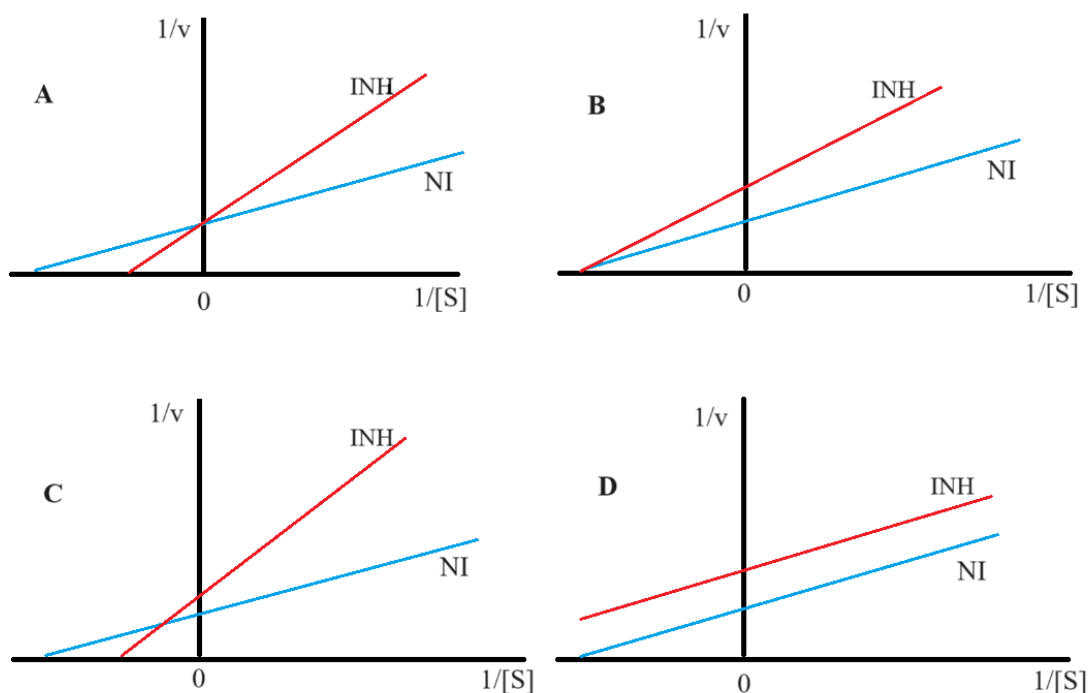 1/v
INH
A
NI
0
1/[S]
1/v
INH
B
NI
0
1/[S]
1/v
INH
C
NI
0
1/[S]
1/v
INH
D
NI
0
1/[S]